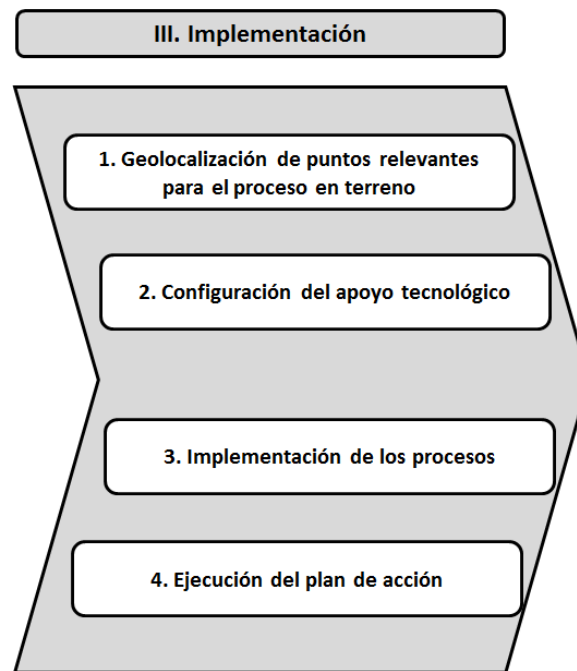 III. Implementación
1. Geolocalización de puntos relevantes
para el proceso en terreno
2. Configuración del apoyo tecnológico
3. Implementación de los procesos
4. Ejecución del plan de acción